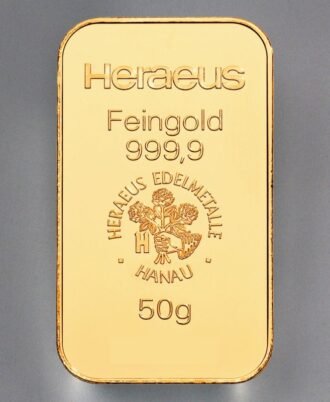 Heraeus
Feingold
999,9
HERAEUS EDELMETALLE
H
· HANAU ·
50g